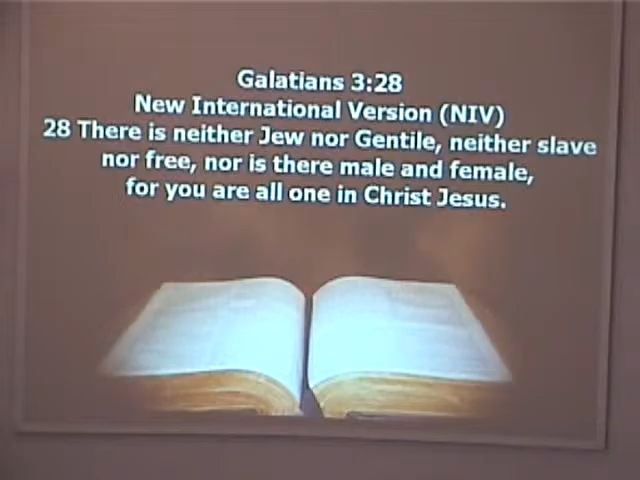 Galatians 3:28
New International Version (NIV)
28 There is neither Jew nor Gentile, neither slave
nor free, nor is there male and female,
for you are all one in Christ Jesus.